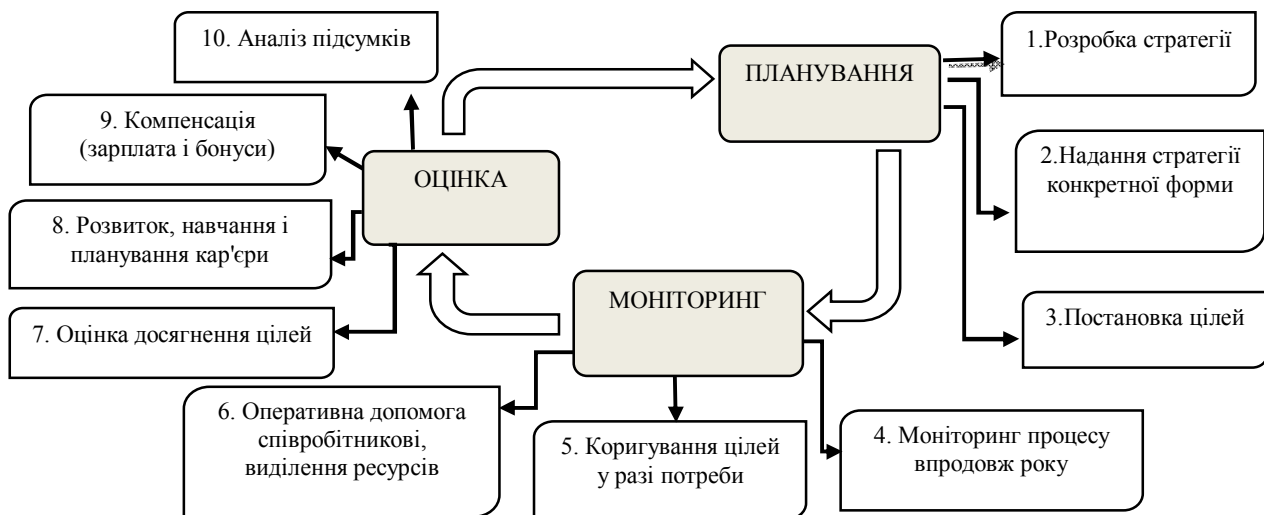 10. Аналіз підсумків
ПЛАНУВАННЯ
1.Розробка стратегії
9. Компенсація
(зарплата і бонуси)
ОЦІНКА
2.Надання стратегії
конкретної форми
8. Розвиток, навчання і
планування кар'єри
МОНІТОРИНГ
3.Постановка цілей
7. Оцінка досягнення цілей
6. Оперативна допомога
співробітникові,
виділення ресурсів
5. Коригування цілей
у разі потреби
4. Моніторинг процесу
впродовж року